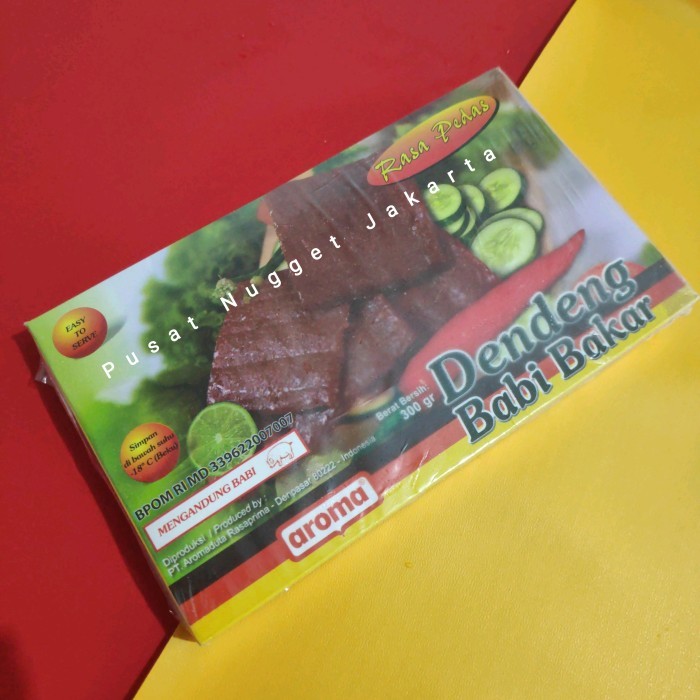 Rasa Pedas
Pusat Nugget Jakarta
EASY
TO
SERVE
Dendeng
Babi Bakar
Berat Bersih:
300 gr
Simpan
di bawah suhu
-18° C (Beku)
BPOM RI MD 339622007007
MENGANDUNG BABI
Diproduksi / Produced by :
PT. Aromaduta Rasaprima - Denpasar 80222 - Indonesia
aroma